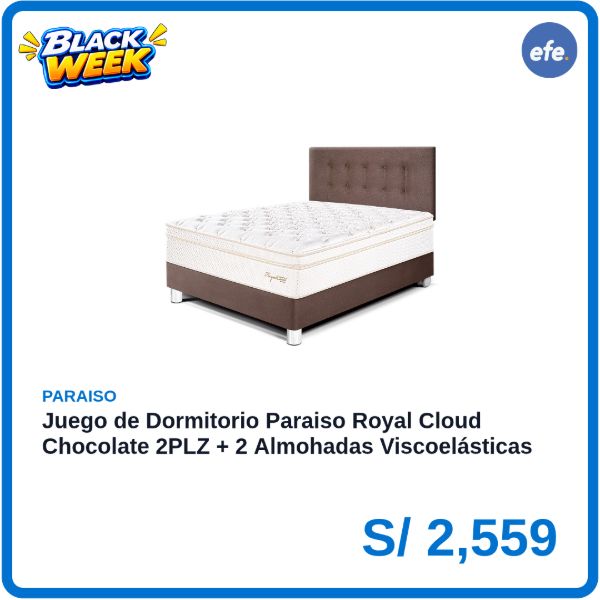 BLACK
WEEK
efe.
PARAISO
Juego de Dormitorio Paraiso Royal Cloud
Chocolate 2PLZ + 2 Almohadas Viscoelásticas
S/ 2,559